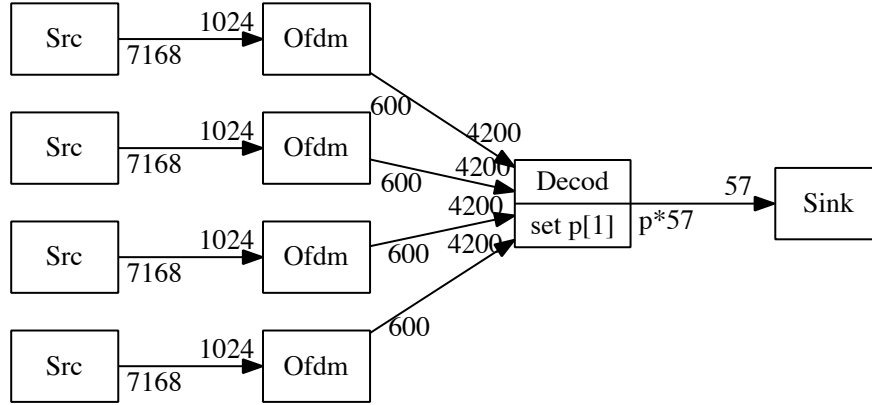 Src
7168
1024
Ofdm
600
4200
Src
7168
1024
Ofdm
600
4200
Src
7168
1024
Ofdm
600
4200
Src
7168
1024
Ofdm
600
4200
Decod
set p[1]
p*57
57
Sink